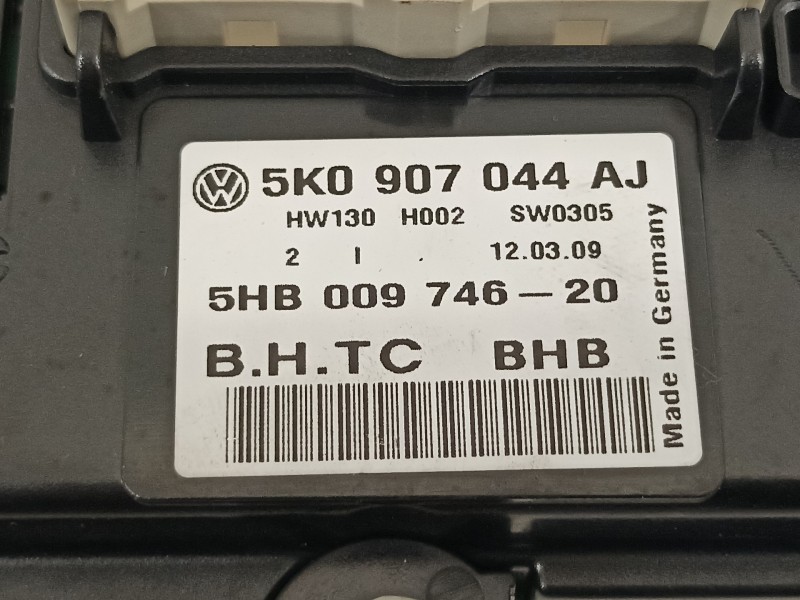 5K0 907 044 AJ
HW130 H002 SW0305
2 I . 12.03.09
5HB 009 746-20
B.H.TC BHB
Made in Germany